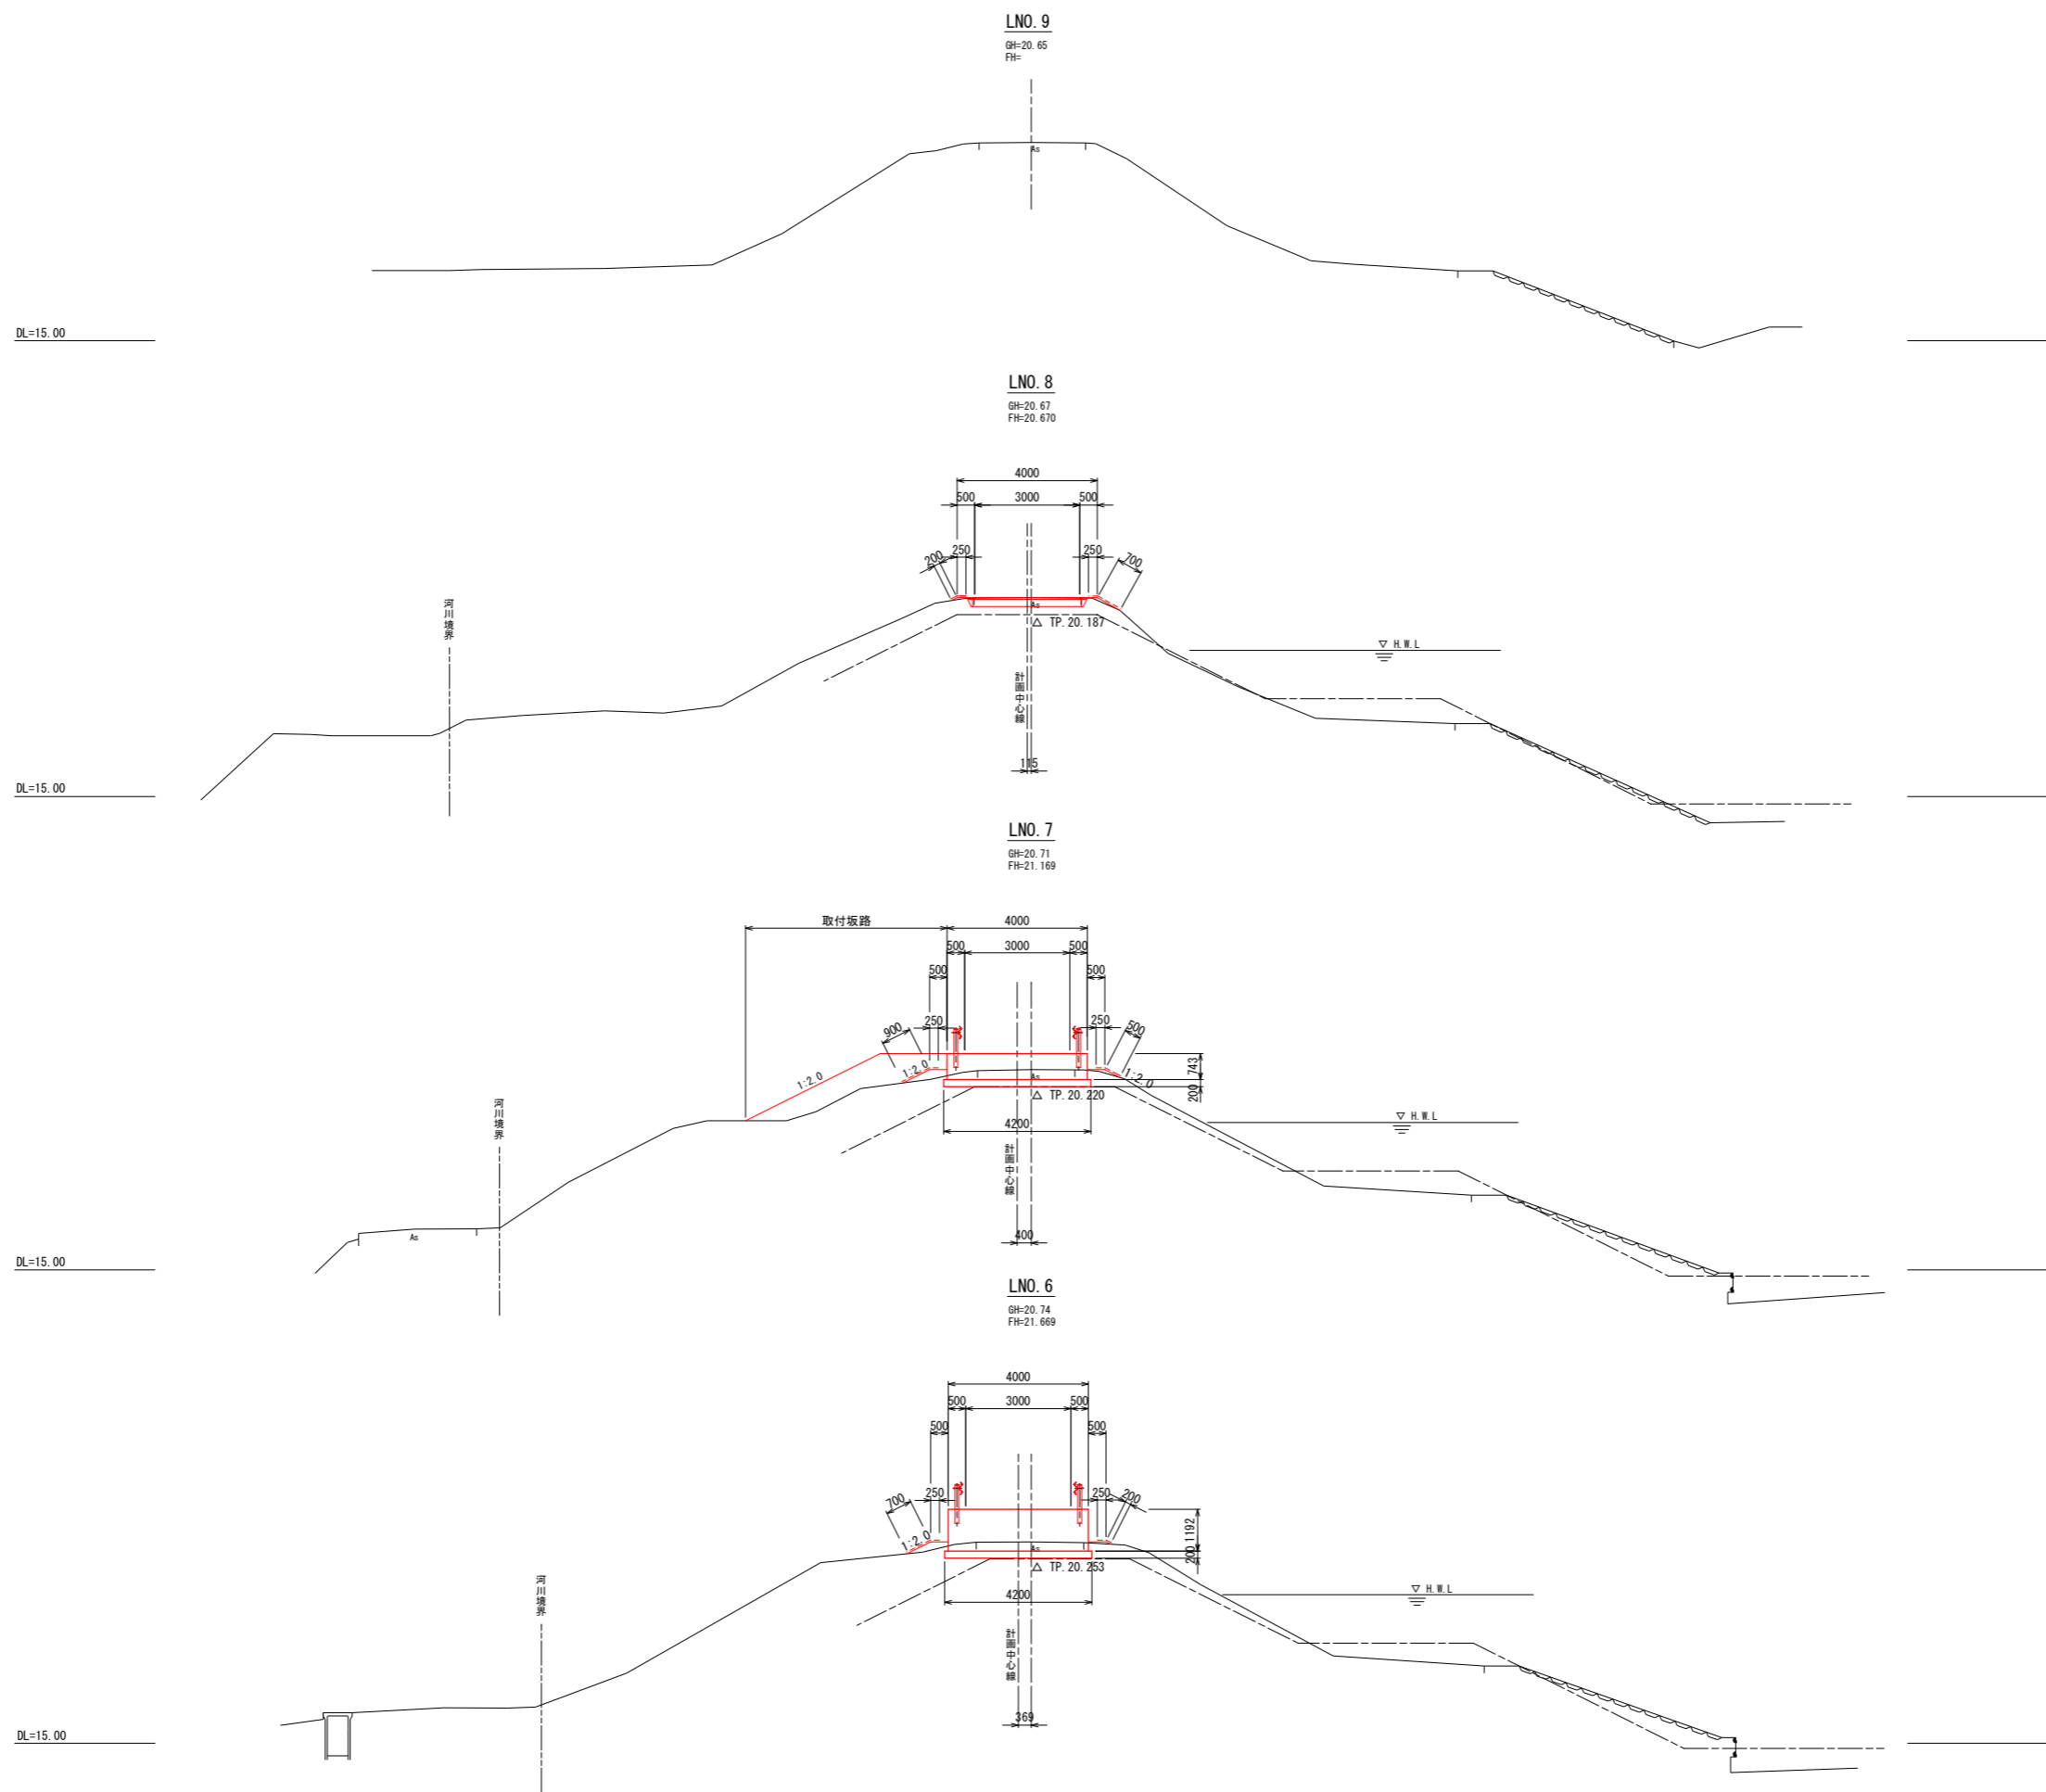 LNO. 9
GH=20. 65
FH=
As
DL=15. 00
LNO. 8
GH=20. 67
FH=20. 670
4000
500
3000
500
200
250
250
700
河川境界
As
△ TP. 20. 187
▽ H.W.L
計画中心線
115
DL=15. 00
LNO. 7
GH=20. 71
FH=21. 169
取付坂路
4000
500
3000
500
500
500
900
250
250
500
1:2.0
1:2.0
1:2.0
743
200
As
△ TP. 20. 220
▽ H.W.L
4200
河川境界
計画中心線
As
400
DL=15. 00
LNO. 6
GH=20. 74
FH=21. 669
4000
500
3000
500
500
500
700
250
250
200
1:2.0
1192
200
As
△ TP. 20. 253
▽ H.W.L
4200
河川境界
計画中心線
369
DL=15. 00